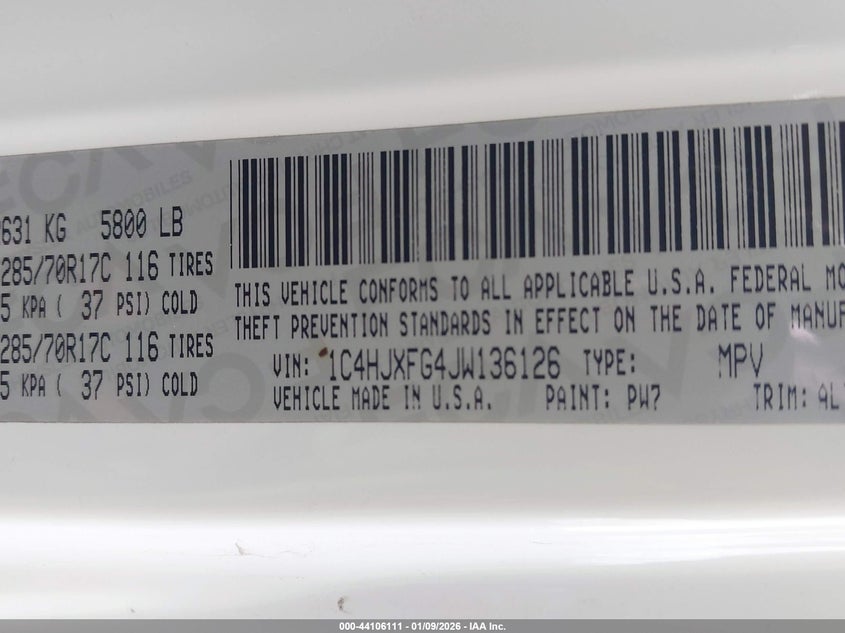 631 KG 5800 LB
285/70R17C 116 TIRES
5 KPA ( 37 PSI) COLD
285/70R17C 116 TIRES
5 KPA ( 37 PSI) COLD
THIS VEHICLE CONFORMS TO ALL APPLICABLE U.S.A. FEDERAL MO
THEFT PREVENTION STANDARDS IN EFFECT ON THE DATE OF MANUF
VIN: 1C4HJXFG4JW136126 TYPE: MPV
VEHICLE MADE IN U.S.A. PAINT: PW7 TRIM: AL
000-44106111 - 01/09/2026 - IAA Inc.